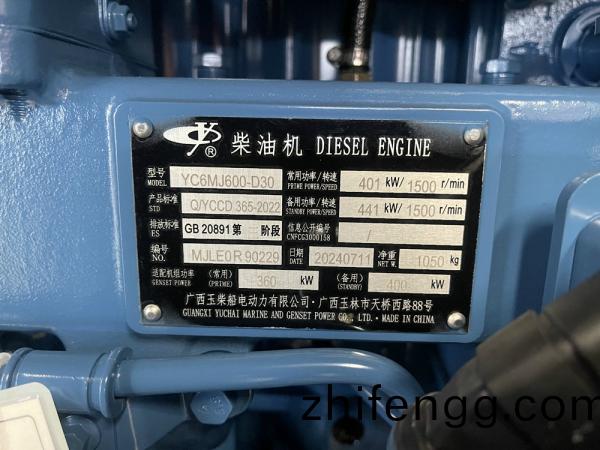 YC ® 柴油机 DIESEL ENGINE
型号 MODEL YC6MJ600-D30 常用功率/转速 PRIME POWER/SPEED 401 kW/ 1500 r/min
产品标准 STD Q/YCCD 365-2022 备用功率/转速 STANDBY POWER/SPEED 441 kW/ 1500 r/min
排放标准 ES GB 20891第 阶段 信息公开编号 CNFCG3000158 /
编号 NO. MJLE0R90229 日期 DATE 20240711 净重 NET W. 1050 kg
适配机组功率 GENSET POWER (常用) (PRIME) 360 kW (备用) (STANDBY) 400 kW
广西玉柴船电动力有限公司·广西玉林市天桥西路88号
GUANGXI YUCHAI MARINE AND GENSET POWER CO., LTD. MADE IN CHINA
zhifengg.com